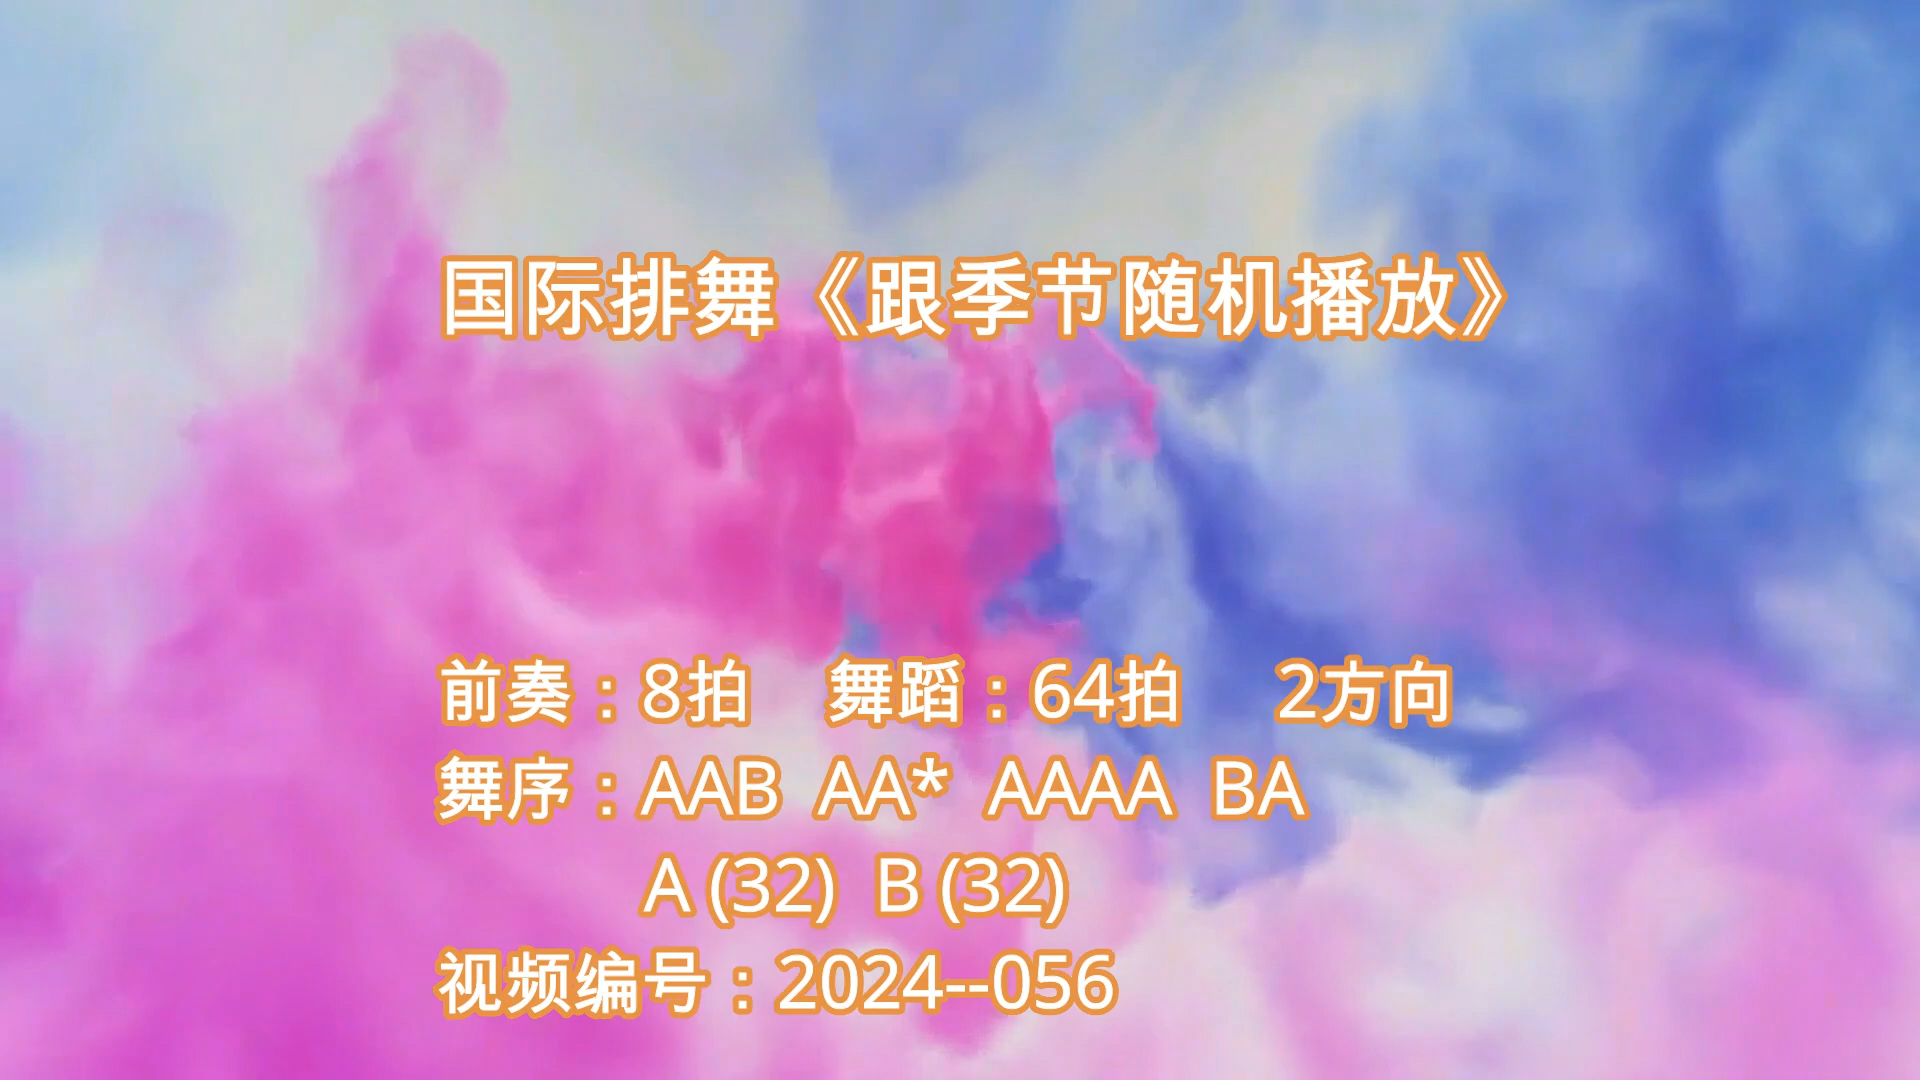 国际排舞《跟季节随机播放》
前奏：8拍 舞蹈：64拍 2方向
舞序：AAB AA* AAAA BA
A (32) B (32)
视频编号：2024--056